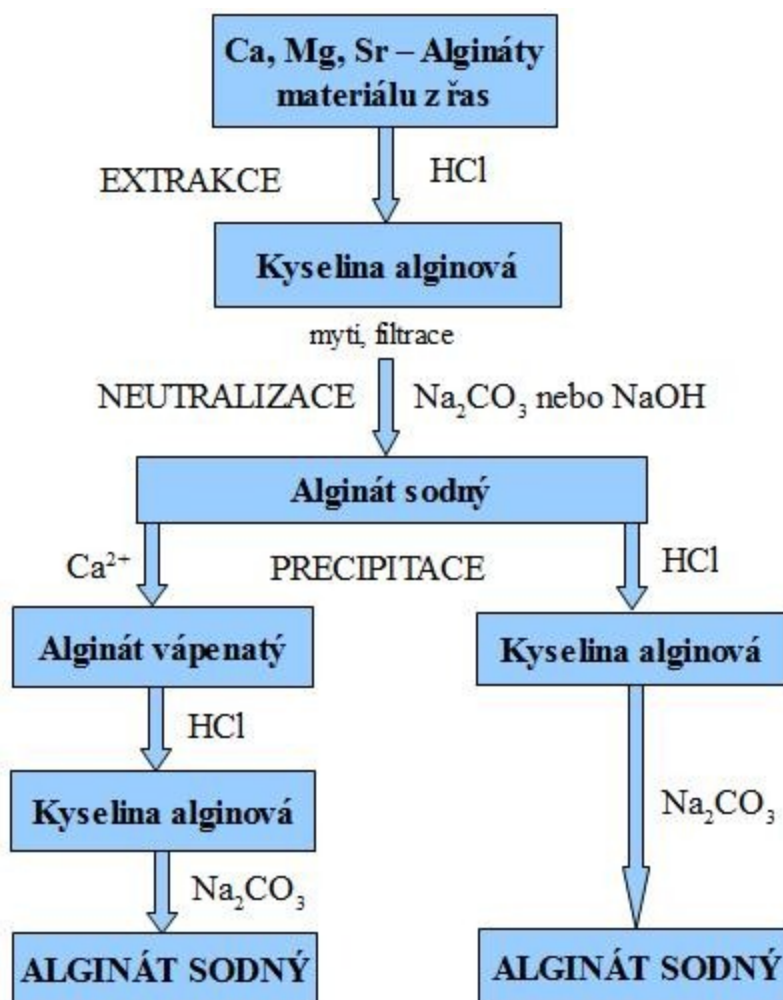 Ca, Mg, Sr – Algináty
materiálu z řas
EXTRAKCE
HCl
Kyselina alginová
mytí, filtrace
NEUTRALIZACE
Na₂CO₃ nebo NaOH
Alginát sodný
Ca²⁺
PRECIPITACE
HCl
Alginát vápenatý
Kyselina alginová
HCl
Kyselina alginová
Na₂CO₃
Na₂CO₃
ALGINÁT SODNÝ
ALGINÁT SODNÝ